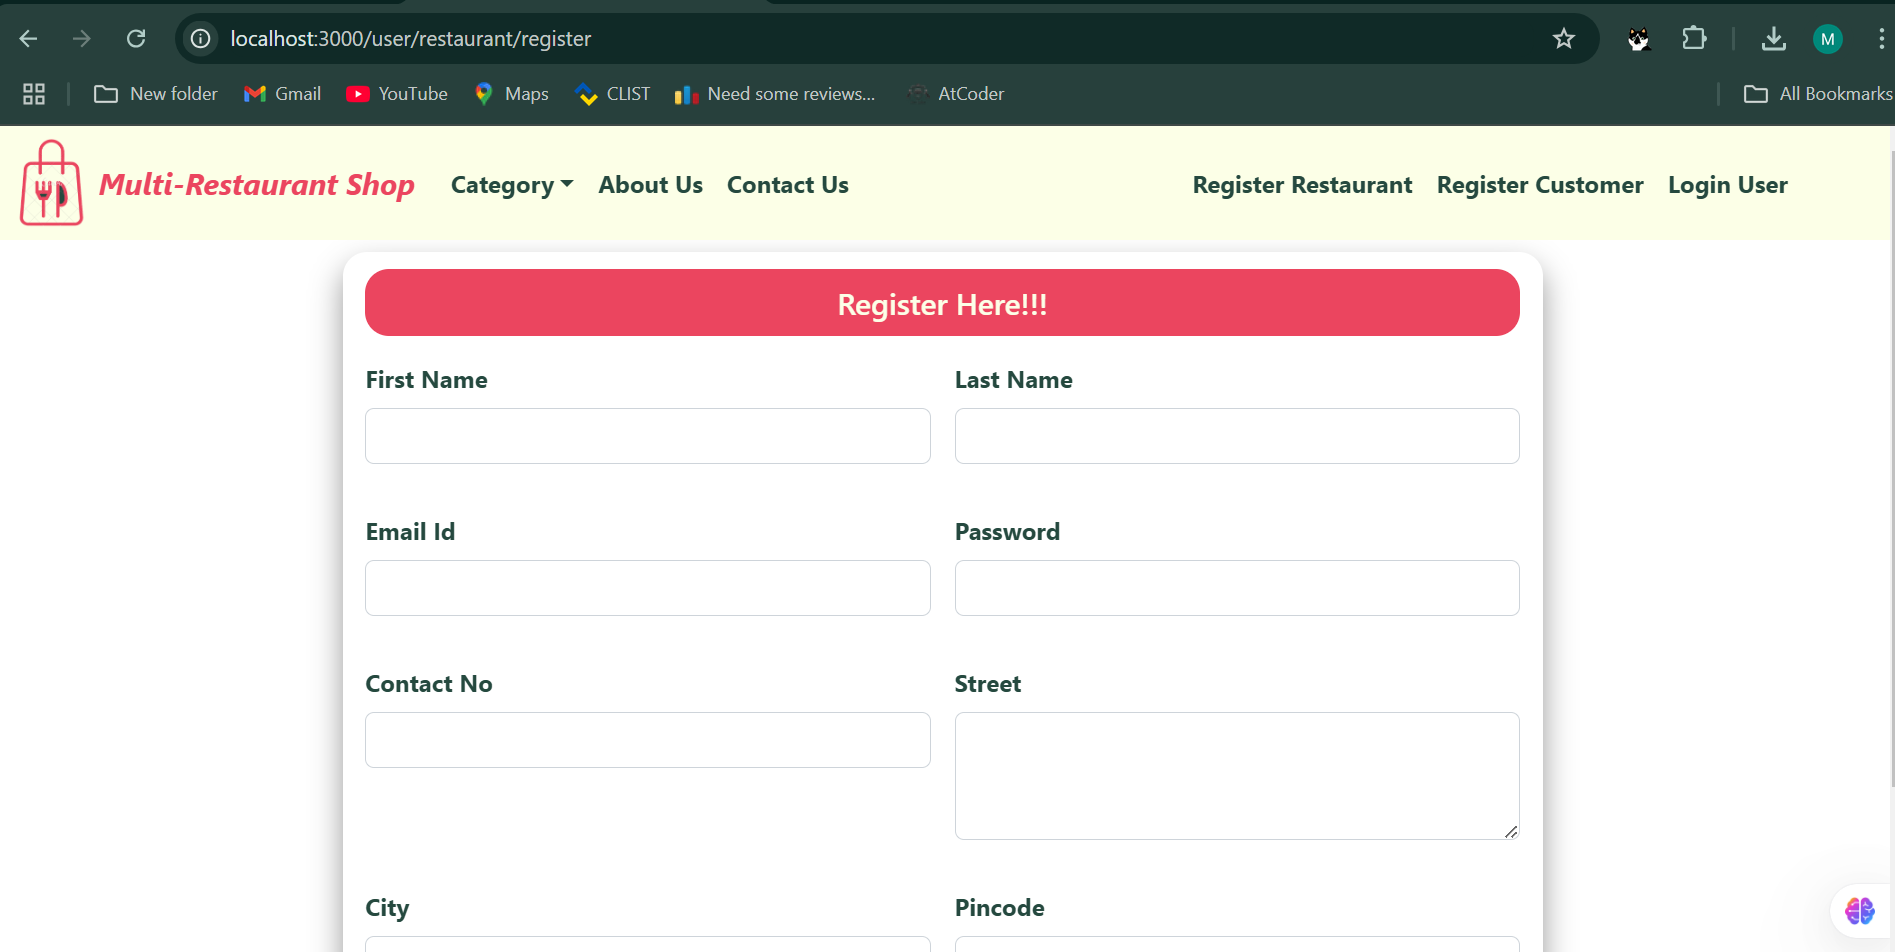 localhost:3000/user/restaurant/register
M
New folder
Gmail
YouTube
Maps
CLIST
Need some reviews...
AtCoder
All Bookmarks
Multi-Restaurant Shop
Category
About Us
Contact Us
Register Restaurant
Register Customer
Login User
Register Here!!!
First Name
Last Name
Email Id
Password
Contact No
Street
City
Pincode